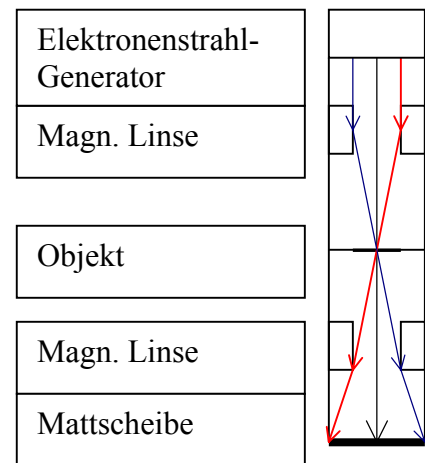 Elektronenstrahl-
Generator
Magn. Linse
Objekt
Magn. Linse
Mattscheibe